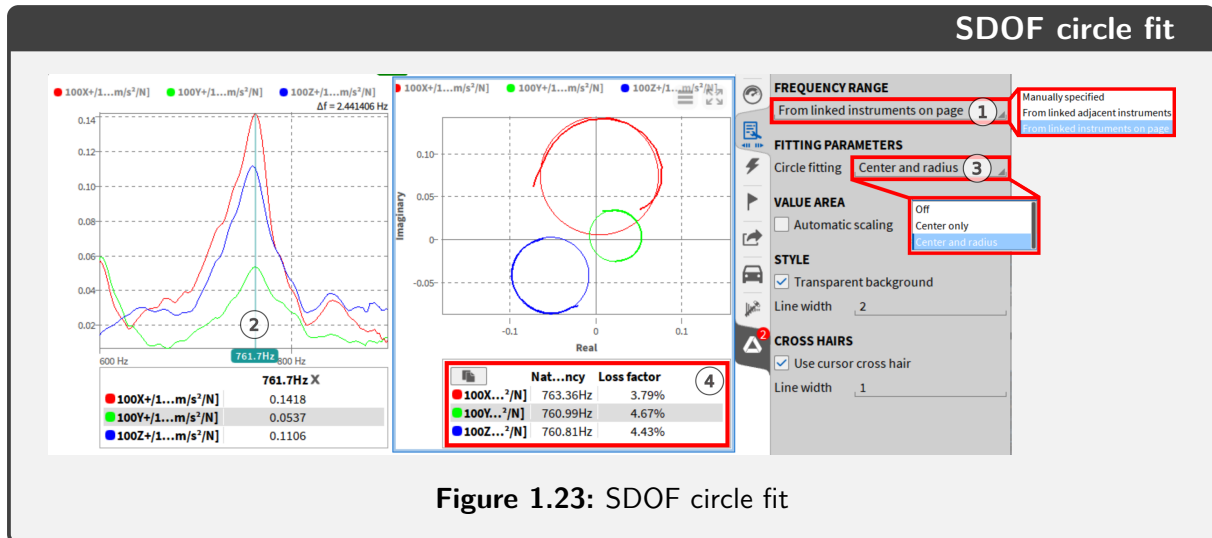 SDOF circle fit
100X+/1...m/s²/N] 100Y+/1...m/s²/N] 100Z+/1...m/s²/N]
Δf = 2.441406 Hz
0.14
0.12
0.10
0.08
0.06
0.04
0.02
2
600 Hz 761.7Hz 800 Hz
761.7Hz X
100X+/1...m/s²/N] 0.1418
100Y+/1...m/s²/N] 0.0537
100Z+/1...m/s²/N] 0.1106
100X+/1...m/s²/N] 100Y+/1...m/s²/N] 100Z+/1...m/s²/N]
0.10
0.05
0
-0.05
Imaginary
-0.1 0 0.1
Real
Nat...ncy Loss factor 4
100X...²/N] 763.36Hz 3.79%
100Y...²/N] 760.99Hz 4.67%
100Z...²/N] 760.81Hz 4.43%
2
FREQUENCY RANGE
From linked instruments on page 1
Manually specified
From linked adjacent instruments
From linked instruments on page
FITTING PARAMETERS
Circle fitting Center and radius 3
Off
Center only
Center and radius
VALUE AREA
Automatic scaling
STYLE
Transparent background
Line width 2
CROSS HAIRS
Use cursor cross hair
Line width 1
Figure 1.23: SDOF circle fit